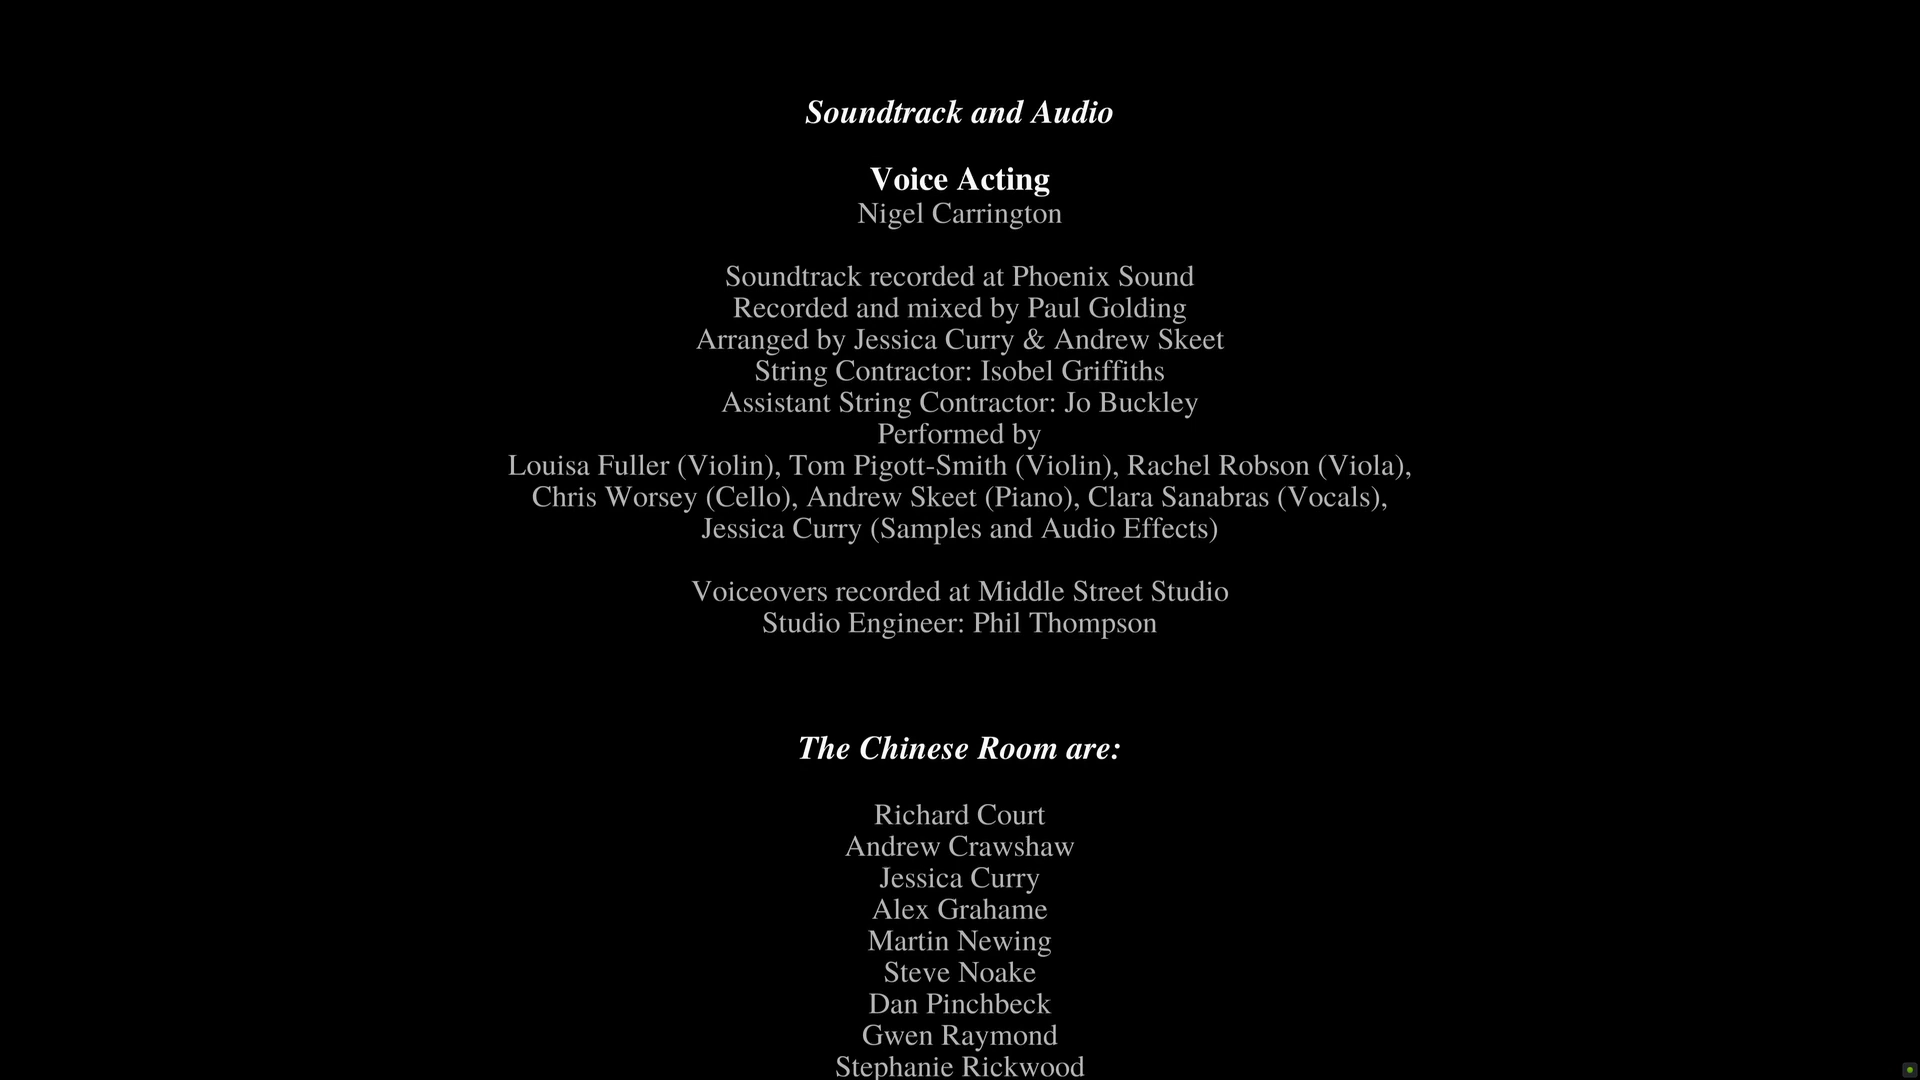 Soundtrack and Audio
Voice Acting
Nigel Carrington
Soundtrack recorded at Phoenix Sound
Recorded and mixed by Paul Golding
Arranged by Jessica Curry & Andrew Skeet
String Contractor: Isobel Griffiths
Assistant String Contractor: Jo Buckley
Performed by
Louisa Fuller (Violin), Tom Pigott-Smith (Violin), Rachel Robson (Viola),
Chris Worsey (Cello), Andrew Skeet (Piano), Clara Sanabras (Vocals),
Jessica Curry (Samples and Audio Effects)
Voiceovers recorded at Middle Street Studio
Studio Engineer: Phil Thompson
The Chinese Room are:
Richard Court
Andrew Crawshaw
Jessica Curry
Alex Grahame
Martin Newing
Steve Noake
Dan Pinchbeck
Gwen Raymond
Stephanie Rickwood